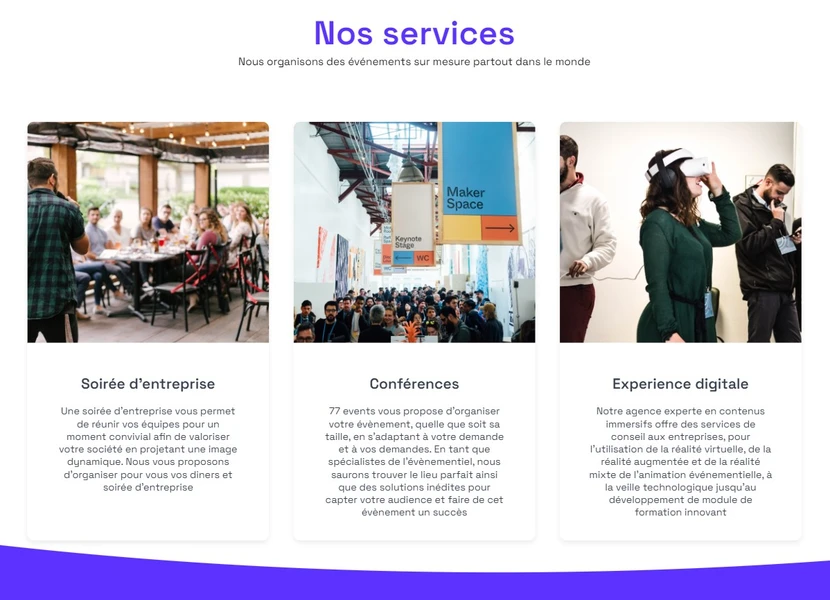 Nos services
Nous organisons des événements sur mesure partout dans le monde
Maker
Space
Keynote
Stage
WC
Soirée d'entreprise
Une soirée d'entreprise vous permet
de réunir vos équipes pour un
moment convivial afin de valoriser
votre société en projetant une image
dynamique. Nous vous proposons
d'organiser pour vous vos diners et
soirée d'entreprise
Conférences
77 events vous propose d'organiser
votre évènement, quelle que soit sa
taille, en s'adaptant à votre demande
et à vos demandes. En tant que
spécialistes de l'évènementiel, nous
saurons trouver le lieu parfait ainsi
que des solutions inédites pour
capter votre audience et faire de cet
évènement un succès
Experience digitale
Notre agence experte en contenus
immersifs offre des services de
conseil aux entreprises, pour
l'utilisation de la réalité virtuelle, de la
réalité augmentée et de la réalité
mixte de l'animation événementielle, à
la veille technologique jusqu'au
développement de module de
formation innovant